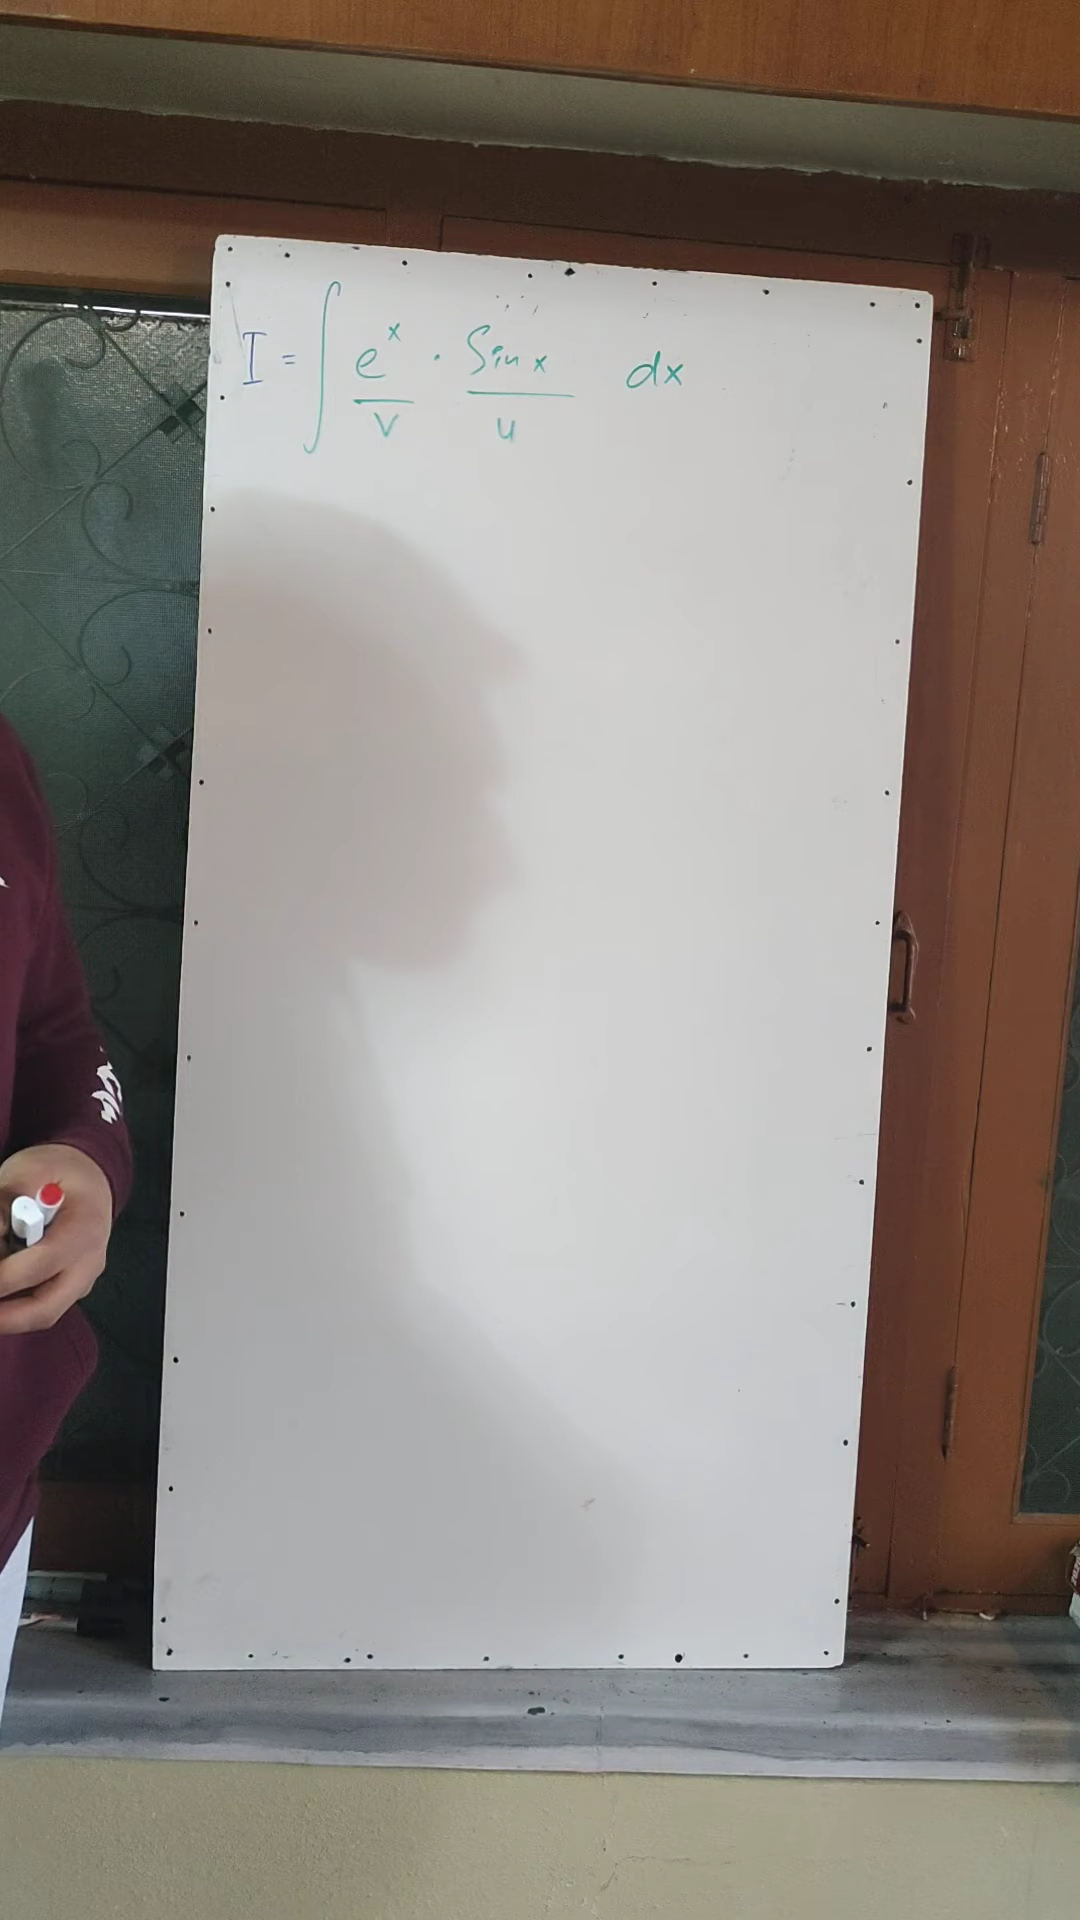 I = ∫ e^x · Sin x dx
v u